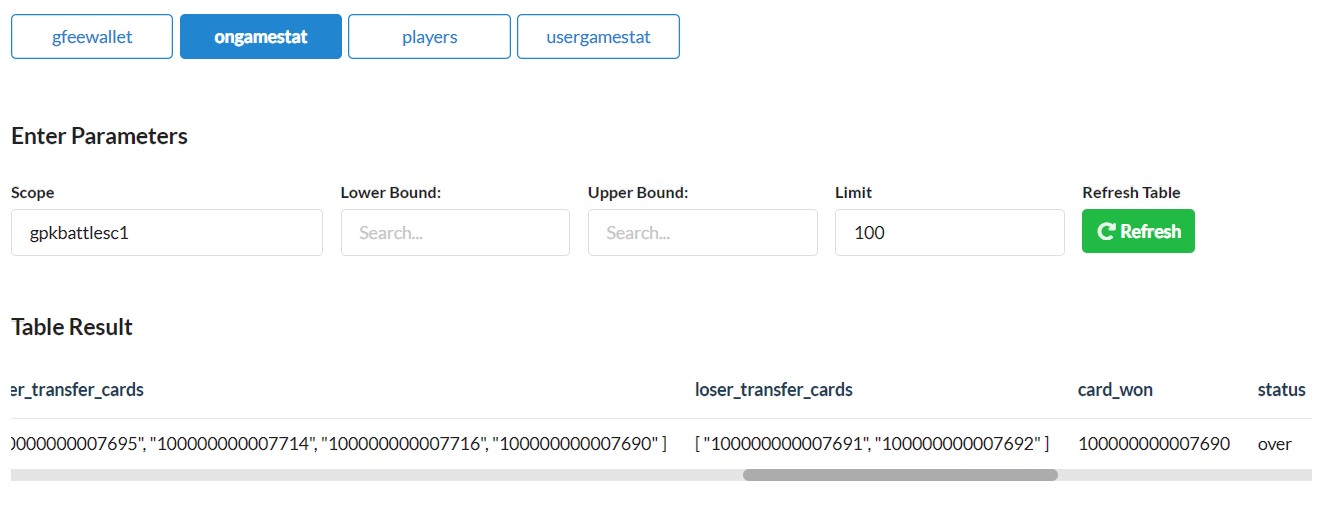 gfeewallet ongamestat players usergamestat
Enter Parameters
Scope Lower Bound: Upper Bound: Limit Refresh Table
gpkbattlesc1 Search... Search... 100 Refresh
Table Result
er_transfer_cards loser_transfer_cards card_won status
0000000007695", "100000000007714", "100000000007716", "100000000007690" ] [ "100000000007691", "100000000007692" ] 100000000007690 over